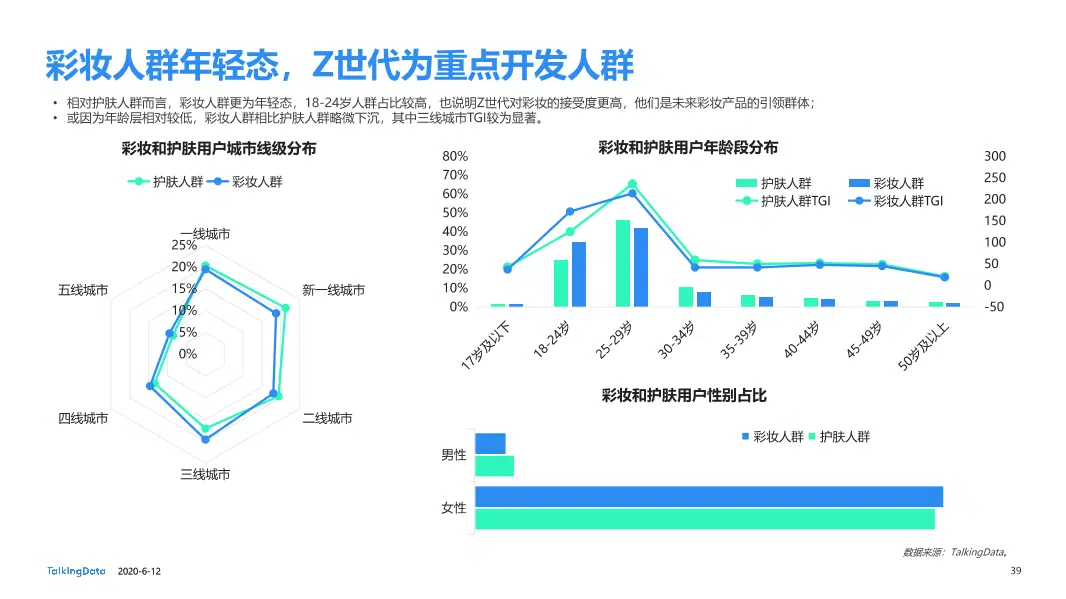 彩妆人群年轻态，Z世代为重点开发人群
• 相对护肤人群而言，彩妆人群更为年轻态，18-24岁人群占比较高，也说明Z世代对彩妆的接受度更高，他们是未来彩妆产品的引领群体；
• 或因为年龄层相对较低，彩妆人群相比护肤人群略微下沉，其中三线城市TGI较为显著。
彩妆和护肤用户城市线级分布
护肤人群 彩妆人群
一线城市
25%
20%
15%
10%
5%
0%
新一线城市
二线城市
三线城市
四线城市
五线城市
彩妆和护肤用户年龄段分布
护肤人群 彩妆人群
护肤人群TGI 彩妆人群TGI
80%
70%
60%
50%
40%
30%
20%
10%
0%
300
250
200
150
100
50
0
-50
17岁及以下
18-24岁
25-29岁
30-34岁
35-39岁
40-44岁
45-49岁
50岁及以上
彩妆和护肤用户性别占比
彩妆人群 护肤人群
男性
女性
数据来源：TalkingData。
TalkingData 2020-6-12
39